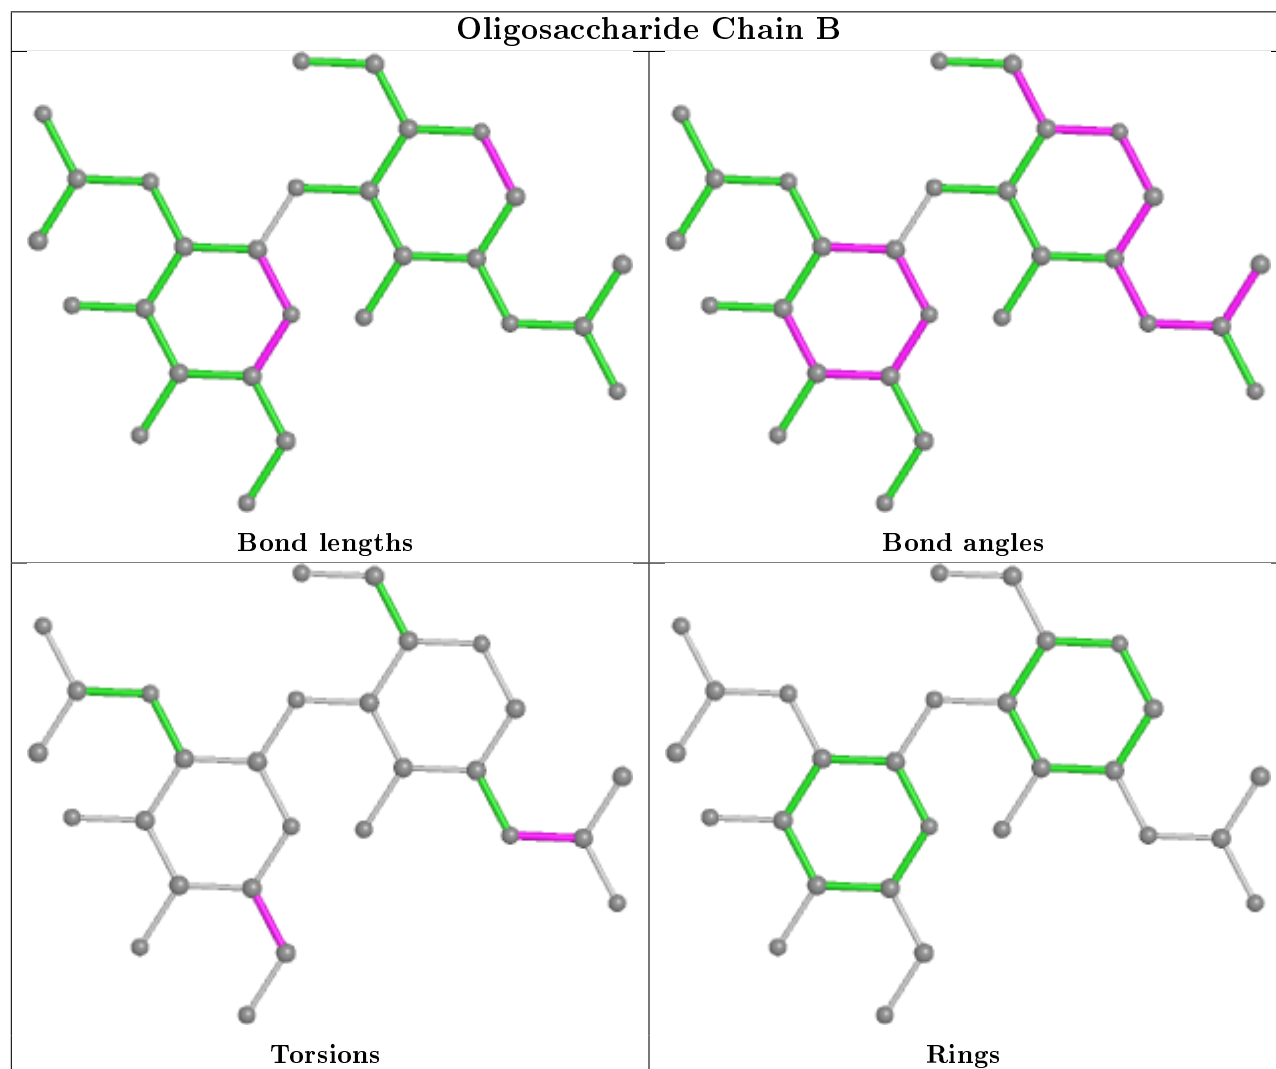 Oligosaccharide Chain B
Bond lengths
Bond angles
Torsions
Rings